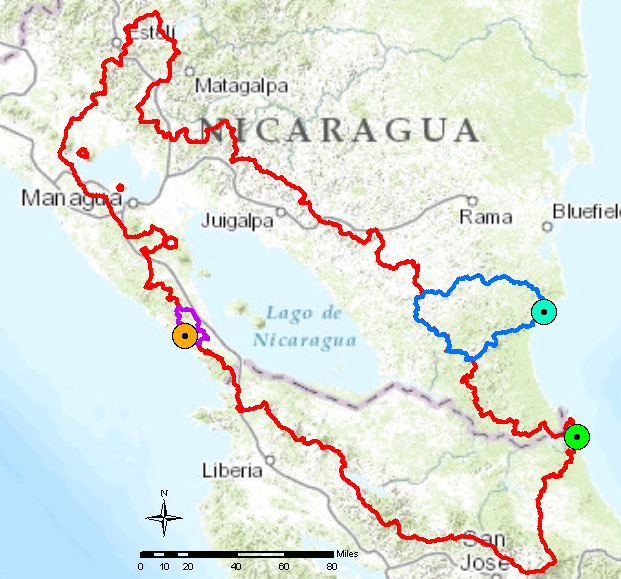 Estelí
Matagalpa
NICARAGUA
Managua
Juigalpa
Rama
Bluefiel
Lago de
Nicaragua
Liberia
San
José
N
Miles
0 10 20 40 60 80